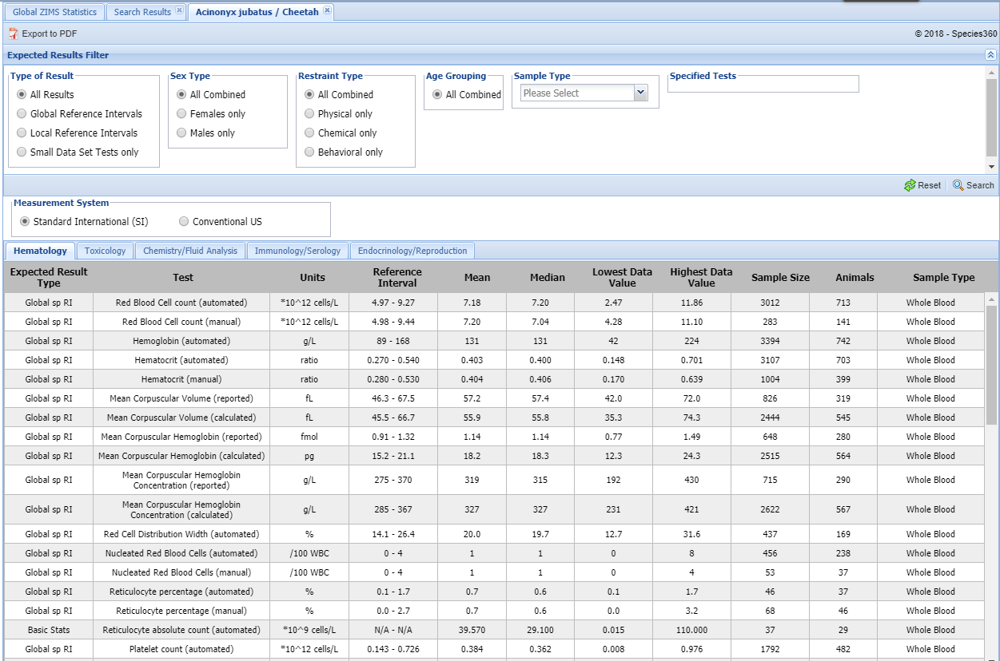 Global ZIMS Statistics Search Results Acinonyx jubatus / Cheetah
Export to PDF © 2018 - Species360
Expected Results Filter
Type of Result Sex Type Restraint Type Age Grouping Sample Type Specified Tests
All Results All Combined All Combined All Combined Please Select
Global Reference Intervals Females only Physical only
Local Reference Intervals Males only Chemical only
Small Data Set Tests only Behavioral only
Reset Search
Measurement System
Standard International (SI) Conventional US
Hematology Toxicology Chemistry/Fluid Analysis Immunology/Serology Endocrinology/Reproduction
Expected Result Type Test Units Reference Interval Mean Median Lowest Data Value Highest Data Value Sample Size Animals Sample Type
Global sp RI Red Blood Cell count (automated) *10^12 cells/L 4.97 - 9.27 7.18 7.20 2.47 11.86 3012 713 Whole Blood
Global sp RI Red Blood Cell count (manual) *10^12 cells/L 4.98 - 9.44 7.20 7.04 4.28 11.10 283 141 Whole Blood
Global sp RI Hemoglobin (automated) g/L 89 - 168 131 131 42 224 3394 742 Whole Blood
Global sp RI Hematocrit (automated) ratio 0.270 - 0.540 0.403 0.400 0.148 0.701 3107 703 Whole Blood
Global sp RI Hematocrit (manual) ratio 0.280 - 0.530 0.404 0.406 0.170 0.639 1004 399 Whole Blood
Global sp RI Mean Corpuscular Volume (reported) fL 46.3 - 67.5 57.2 57.4 42.0 72.0 826 319 Whole Blood
Global sp RI Mean Corpuscular Volume (calculated) fL 45.5 - 66.7 55.9 55.8 35.3 74.3 2444 545 Whole Blood
Global sp RI Mean Corpuscular Hemoglobin (reported) fmol 0.91 - 1.32 1.14 1.14 0.77 1.49 648 280 Whole Blood
Global sp RI Mean Corpuscular Hemoglobin (calculated) pg 15.2 - 21.1 18.2 18.3 12.3 24.3 2515 564 Whole Blood
Global sp RI Mean Corpuscular Hemoglobin Concentration (reported) g/L 275 - 370 319 315 192 430 715 290 Whole Blood
Global sp RI Mean Corpuscular Hemoglobin Concentration (calculated) g/L 285 - 367 327 327 231 421 2622 567 Whole Blood
Global sp RI Red Cell Distribution Width (automated) % 14.1 - 26.4 20.0 19.7 12.7 31.6 437 169 Whole Blood
Global sp RI Nucleated Red Blood Cells (automated) /100 WBC 0 - 4 1 1 0 8 456 238 Whole Blood
Global sp RI Nucleated Red Blood Cells (manual) /100 WBC 0 - 4 1 1 0 4 53 37 Whole Blood
Global sp RI Reticulocyte percentage (automated) % 0.1 - 1.7 0.7 0.6 0.1 1.7 46 37 Whole Blood
Global sp RI Reticulocyte percentage (manual) % 0.0 - 2.7 0.7 0.6 0.0 3.2 68 46 Whole Blood
Basic Stats Reticulocyte absolute count (automated) *10^9 cells/L N/A - N/A 39.570 29.100 0.015 110.000 37 29 Whole Blood
Global sp RI Platelet count (automated) *10^12 cells/L 0.143 - 0.726 0.384 0.362 0.008 0.976 1792 482 Whole Blood